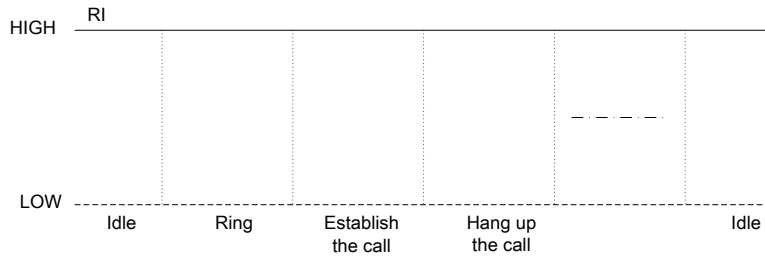 RI
HIGH
LOW
Idle
Ring
Establish
the call
Hang up
the call
Idle